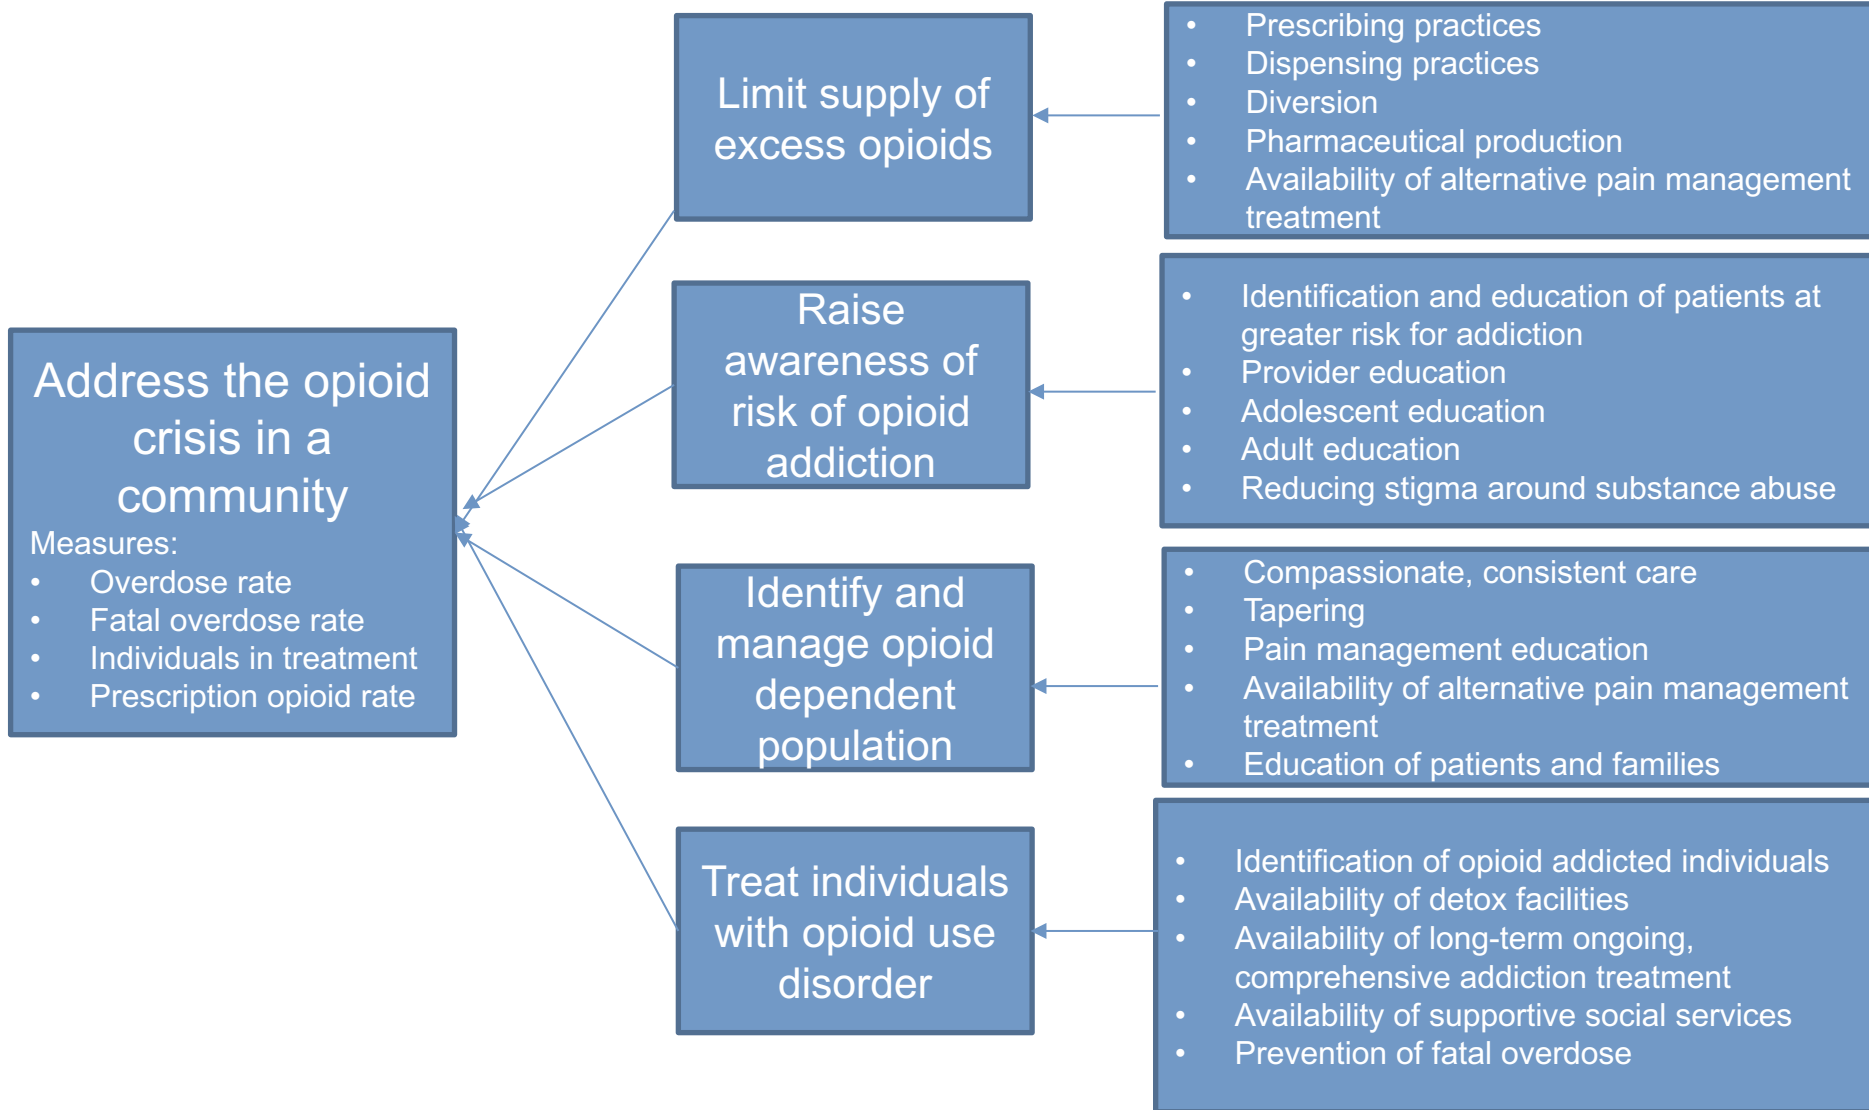 Address the opioid
crisis in a
community
Measures:
• Overdose rate
• Fatal overdose rate
• Individuals in treatment
• Prescription opioid rate
Limit supply of
excess opioids
• Prescribing practices
• Dispensing practices
• Diversion
• Pharmaceutical production
• Availability of alternative pain management
treatment
Raise
awareness of
risk of opioid
addiction
• Identification and education of patients at
greater risk for addiction
• Provider education
• Adolescent education
• Adult education
• Reducing stigma around substance abuse
Identify and
manage opioid
dependent
population
• Compassionate, consistent care
• Tapering
• Pain management education
• Availability of alternative pain management
treatment
• Education of patients and families
Treat individuals
with opioid use
disorder
• Identification of opioid addicted individuals
• Availability of detox facilities
• Availability of long-term ongoing,
comprehensive addiction treatment
• Availability of supportive social services
• Prevention of fatal overdose